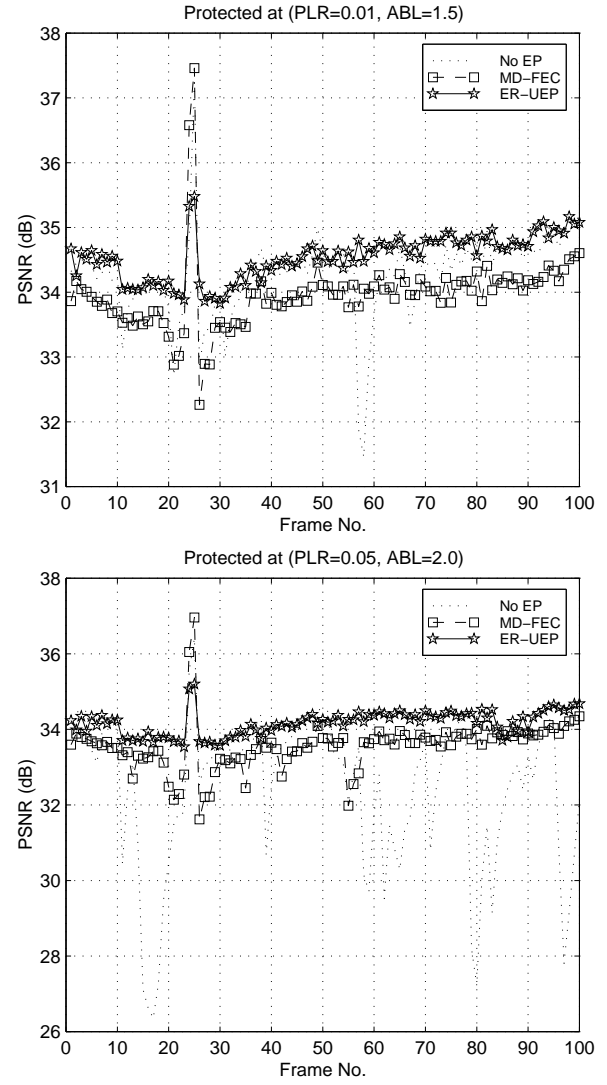 Protected at (PLR=0.01, ABL=1.5)
38
37
36
35
34
33
32
31
PSNR (dB)
No EP
MD−FEC
ER−UEP
0 10 20 30 40 50 60 70 80 90 100
Frame No.
Protected at (PLR=0.05, ABL=2.0)
38
36
34
32
30
28
26
PSNR (dB)
No EP
MD−FEC
ER−UEP
0 10 20 30 40 50 60 70 80 90 100
Frame No.